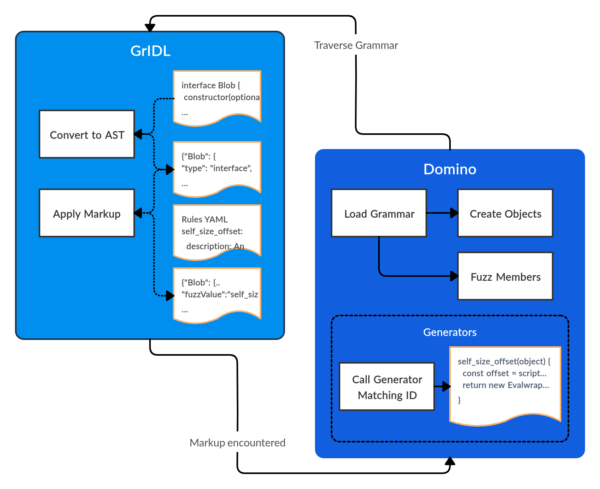 GrIDL
interface Blob {
constructor(optiona
...
Convert to AST
{"Blob": {
"type": "interface",
...
Apply Markup
Rules YAML
self_size_offset:
description: An
{"Blob": {..
"fuzzValue":"self_siz
...
Traverse Grammar
Domino
Load Grammar
Create Objects
Fuzz Members
Generators
Call Generator
Matching ID
self_size_offset(object) {
const offset = script...
return new Evalwrap...
}
Markup encountered